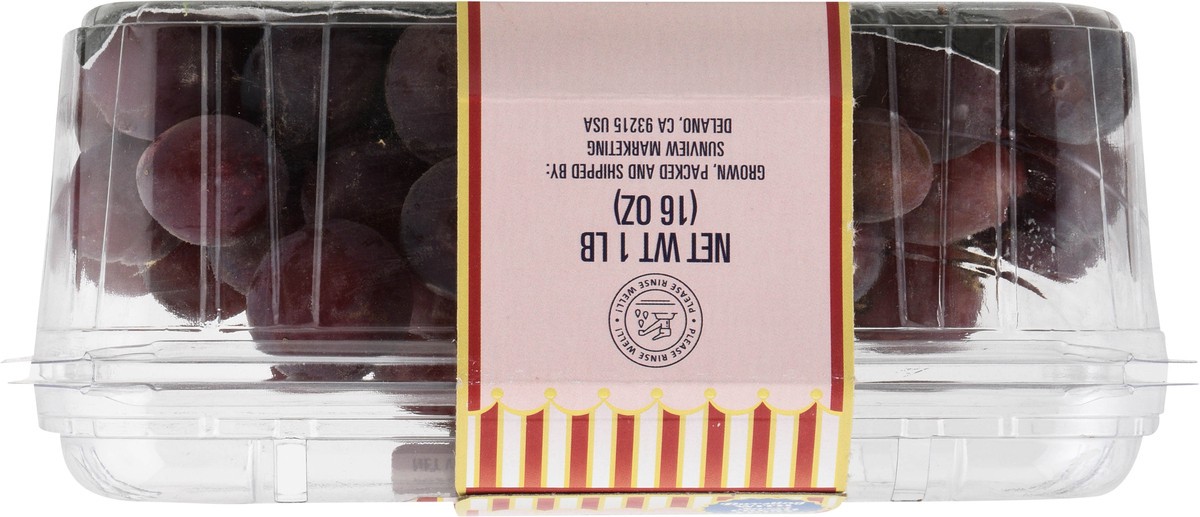 PLEASE RINSE WELL! • PLEASE RINSE WELL! •
NET WT 1 LB
(16 OZ)
GROWN, PACKED AND SHIPPED BY:
SUNVIEW MARKETING
DELANO, CA 93215 USA